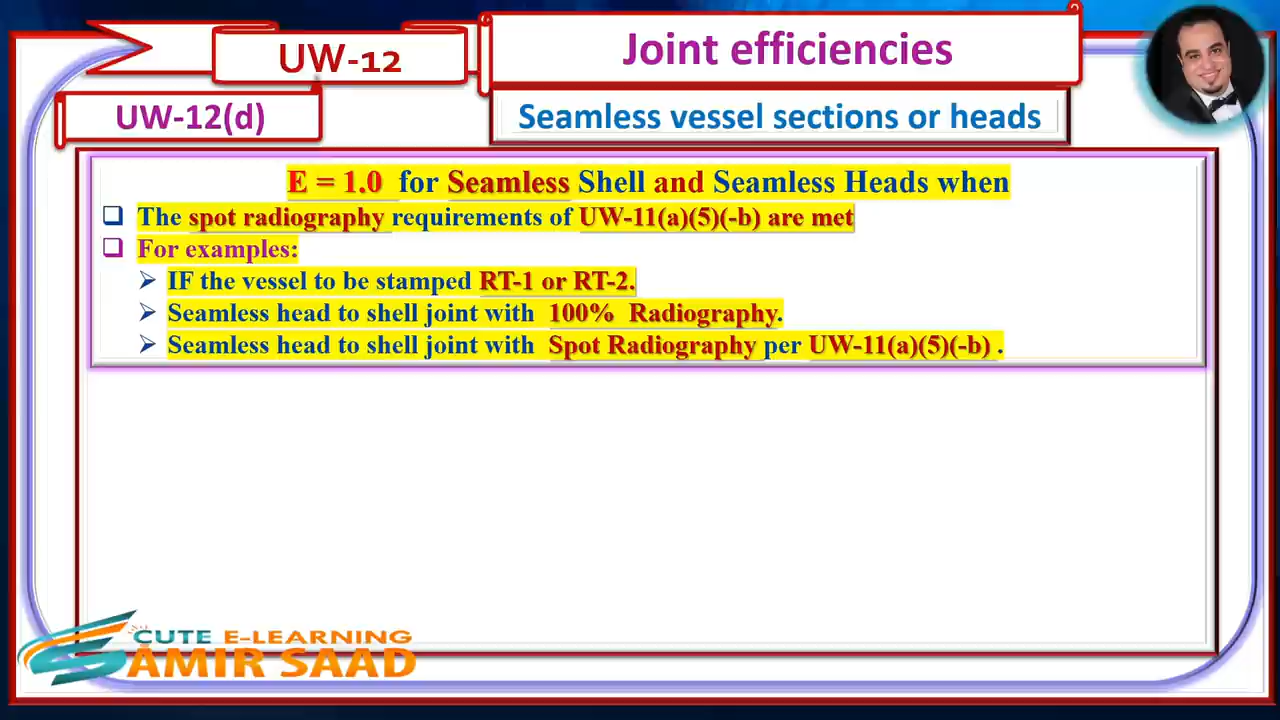 UW-12
Joint efficiencies
UW-12(d)
Seamless vessel sections or heads
E = 1.0 for Seamless Shell and Seamless Heads when
❑ The spot radiography requirements of UW-11(a)(5)(-b) are met
❑ For examples:
➢ IF the vessel to be stamped RT-1 or RT-2.
➢ Seamless head to shell joint with 100% Radiography.
➢ Seamless head to shell joint with Spot Radiography per UW-11(a)(5)(-b) .
CUTE E-LEARNING
SAMIR SAAD